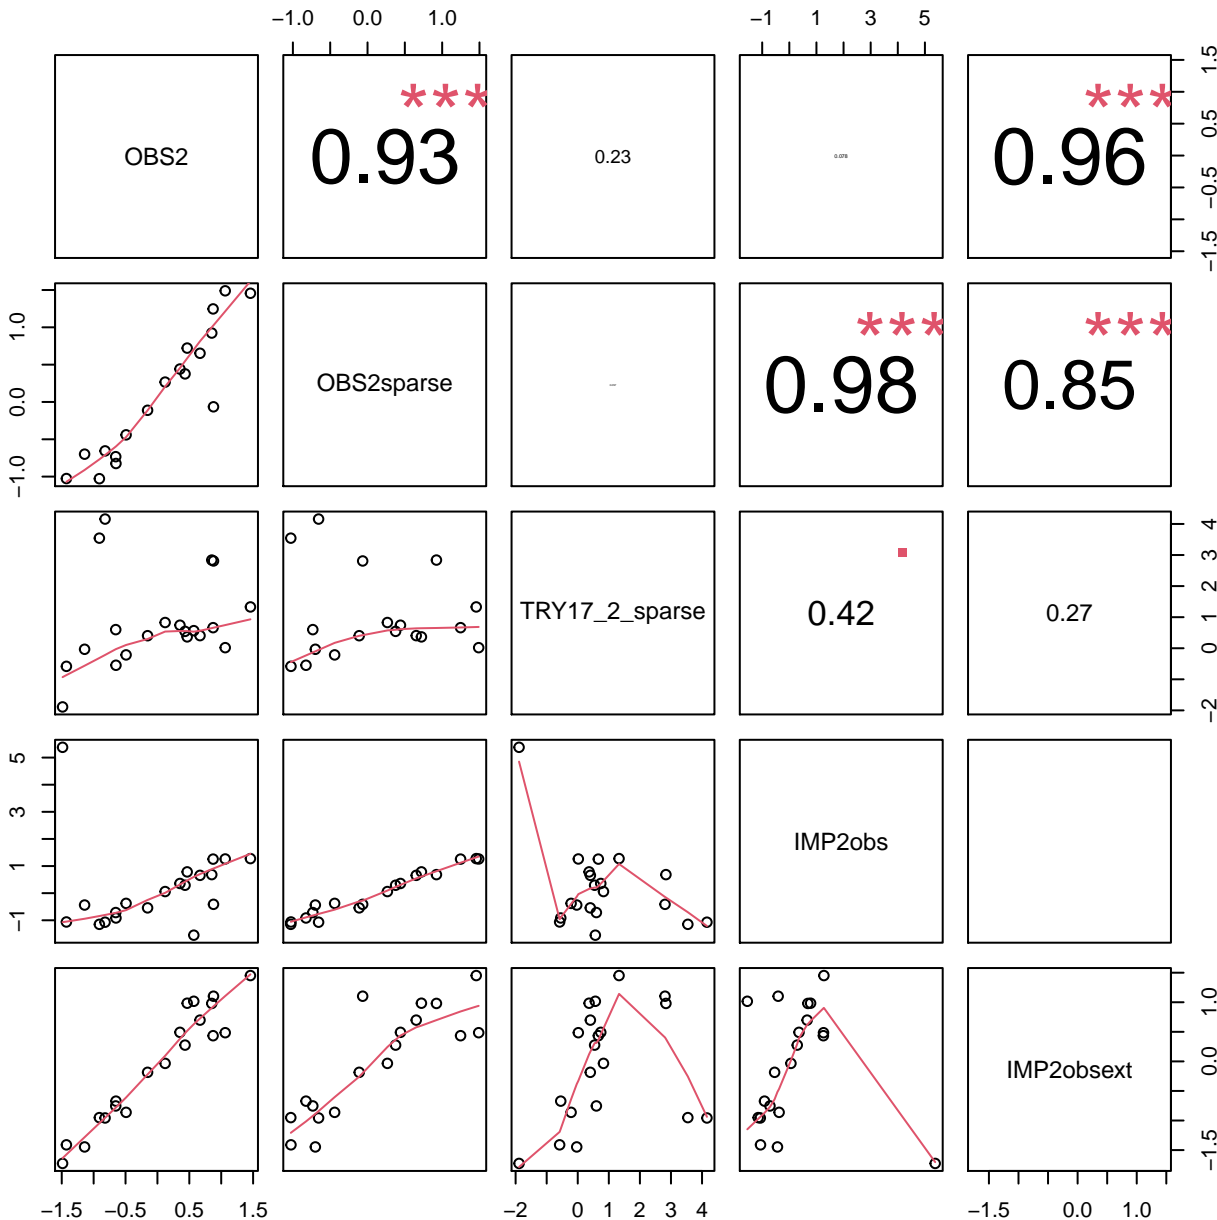 −1.0 0.0 1.0 −1 1 3 5
OBS2 *** 0.93 0.23 0.078 *** 0.96 −1.5 −0.5 0.5 1.5
−1.0 0.0 1.0 OBS2sparse *** 0.98 *** 0.85
TRY17_2_sparse 0.42 0.27 −2 0 1 2 3 4
−1 1 3 5 IMP2obs
IMP2obsext −1.5 0.0 1.0
−1.5 −0.5 0.5 1.5 −2 0 1 2 3 4 −1.5 0.0 1.0